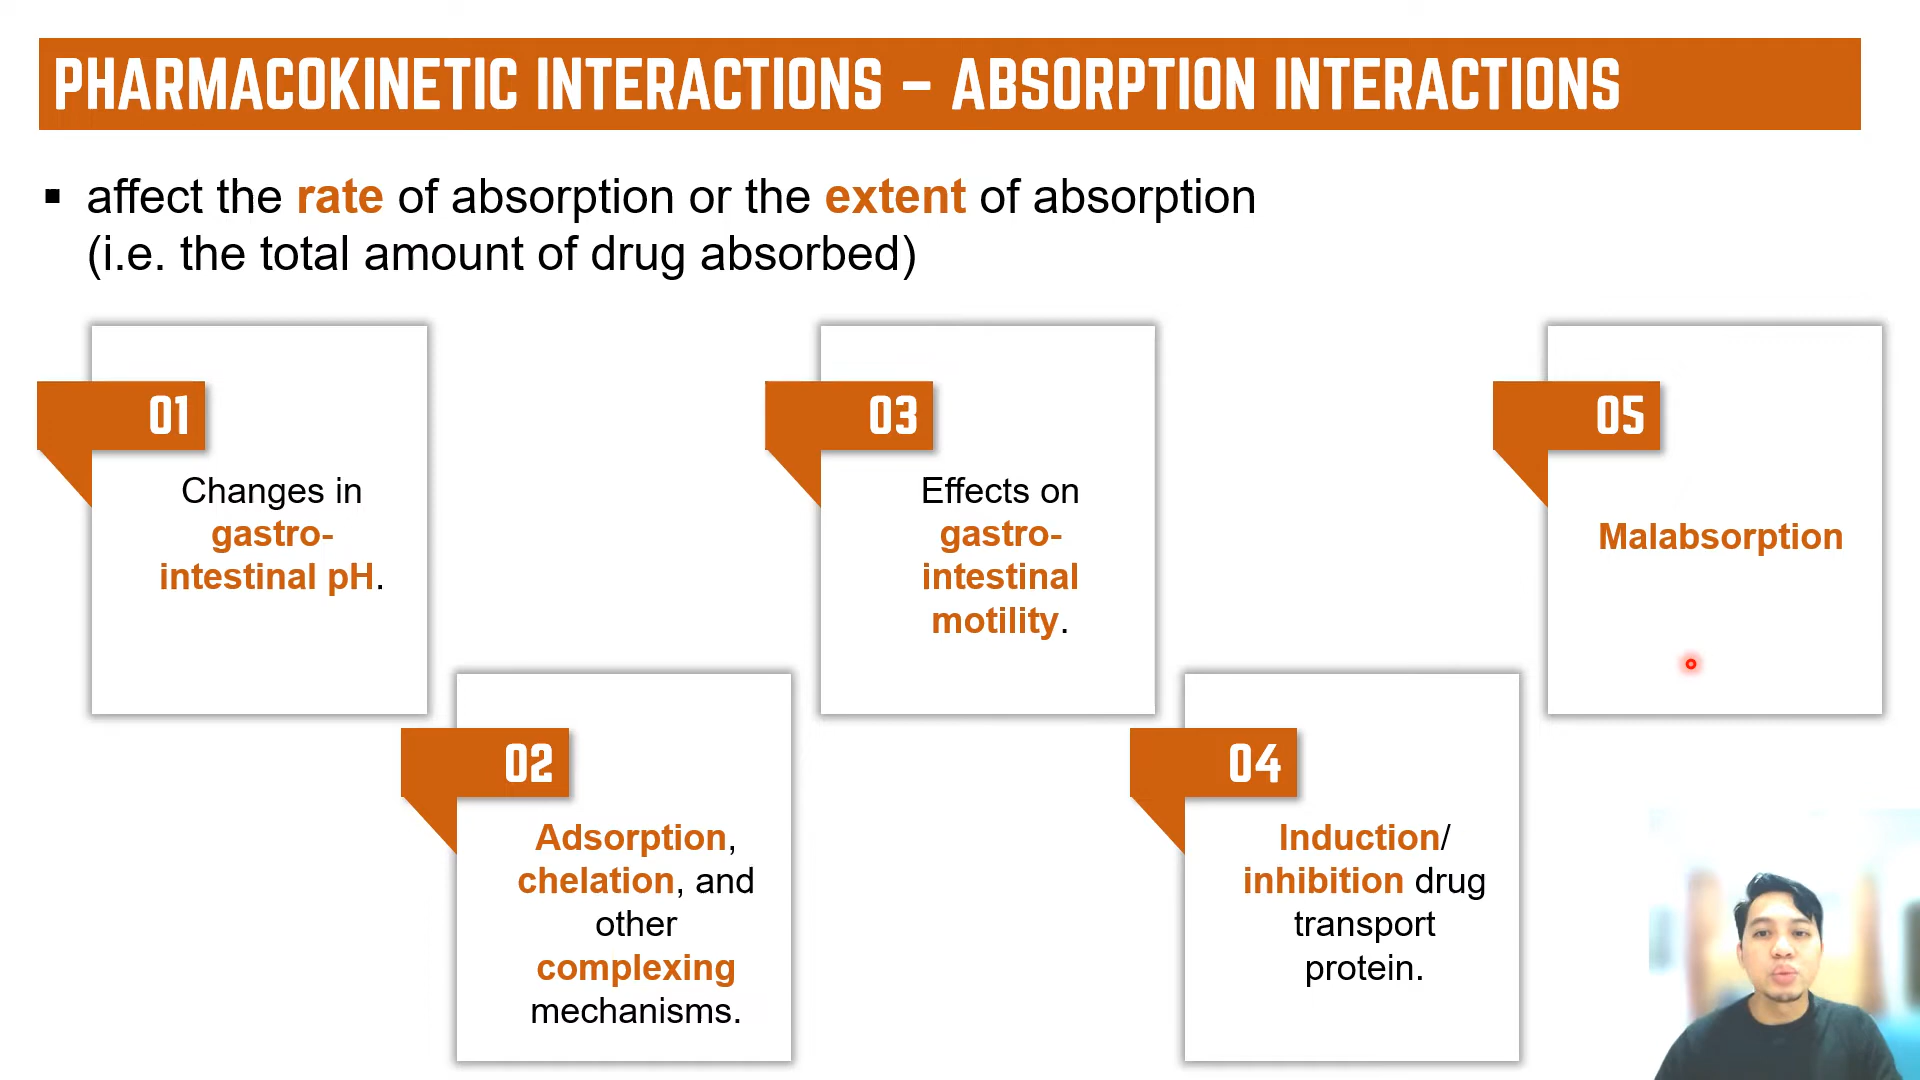 PHARMACOKINETIC INTERACTIONS – ABSORPTION INTERACTIONS
▪ affect the rate of absorption or the extent of absorption
(i.e. the total amount of drug absorbed)
01
Changes in
gastro-
intestinal pH.
02
Adsorption,
chelation, and
other
complexing
mechanisms.
03
Effects on
gastro-
intestinal
motility.
04
Induction/
inhibition drug
transport
protein.
05
Malabsorption